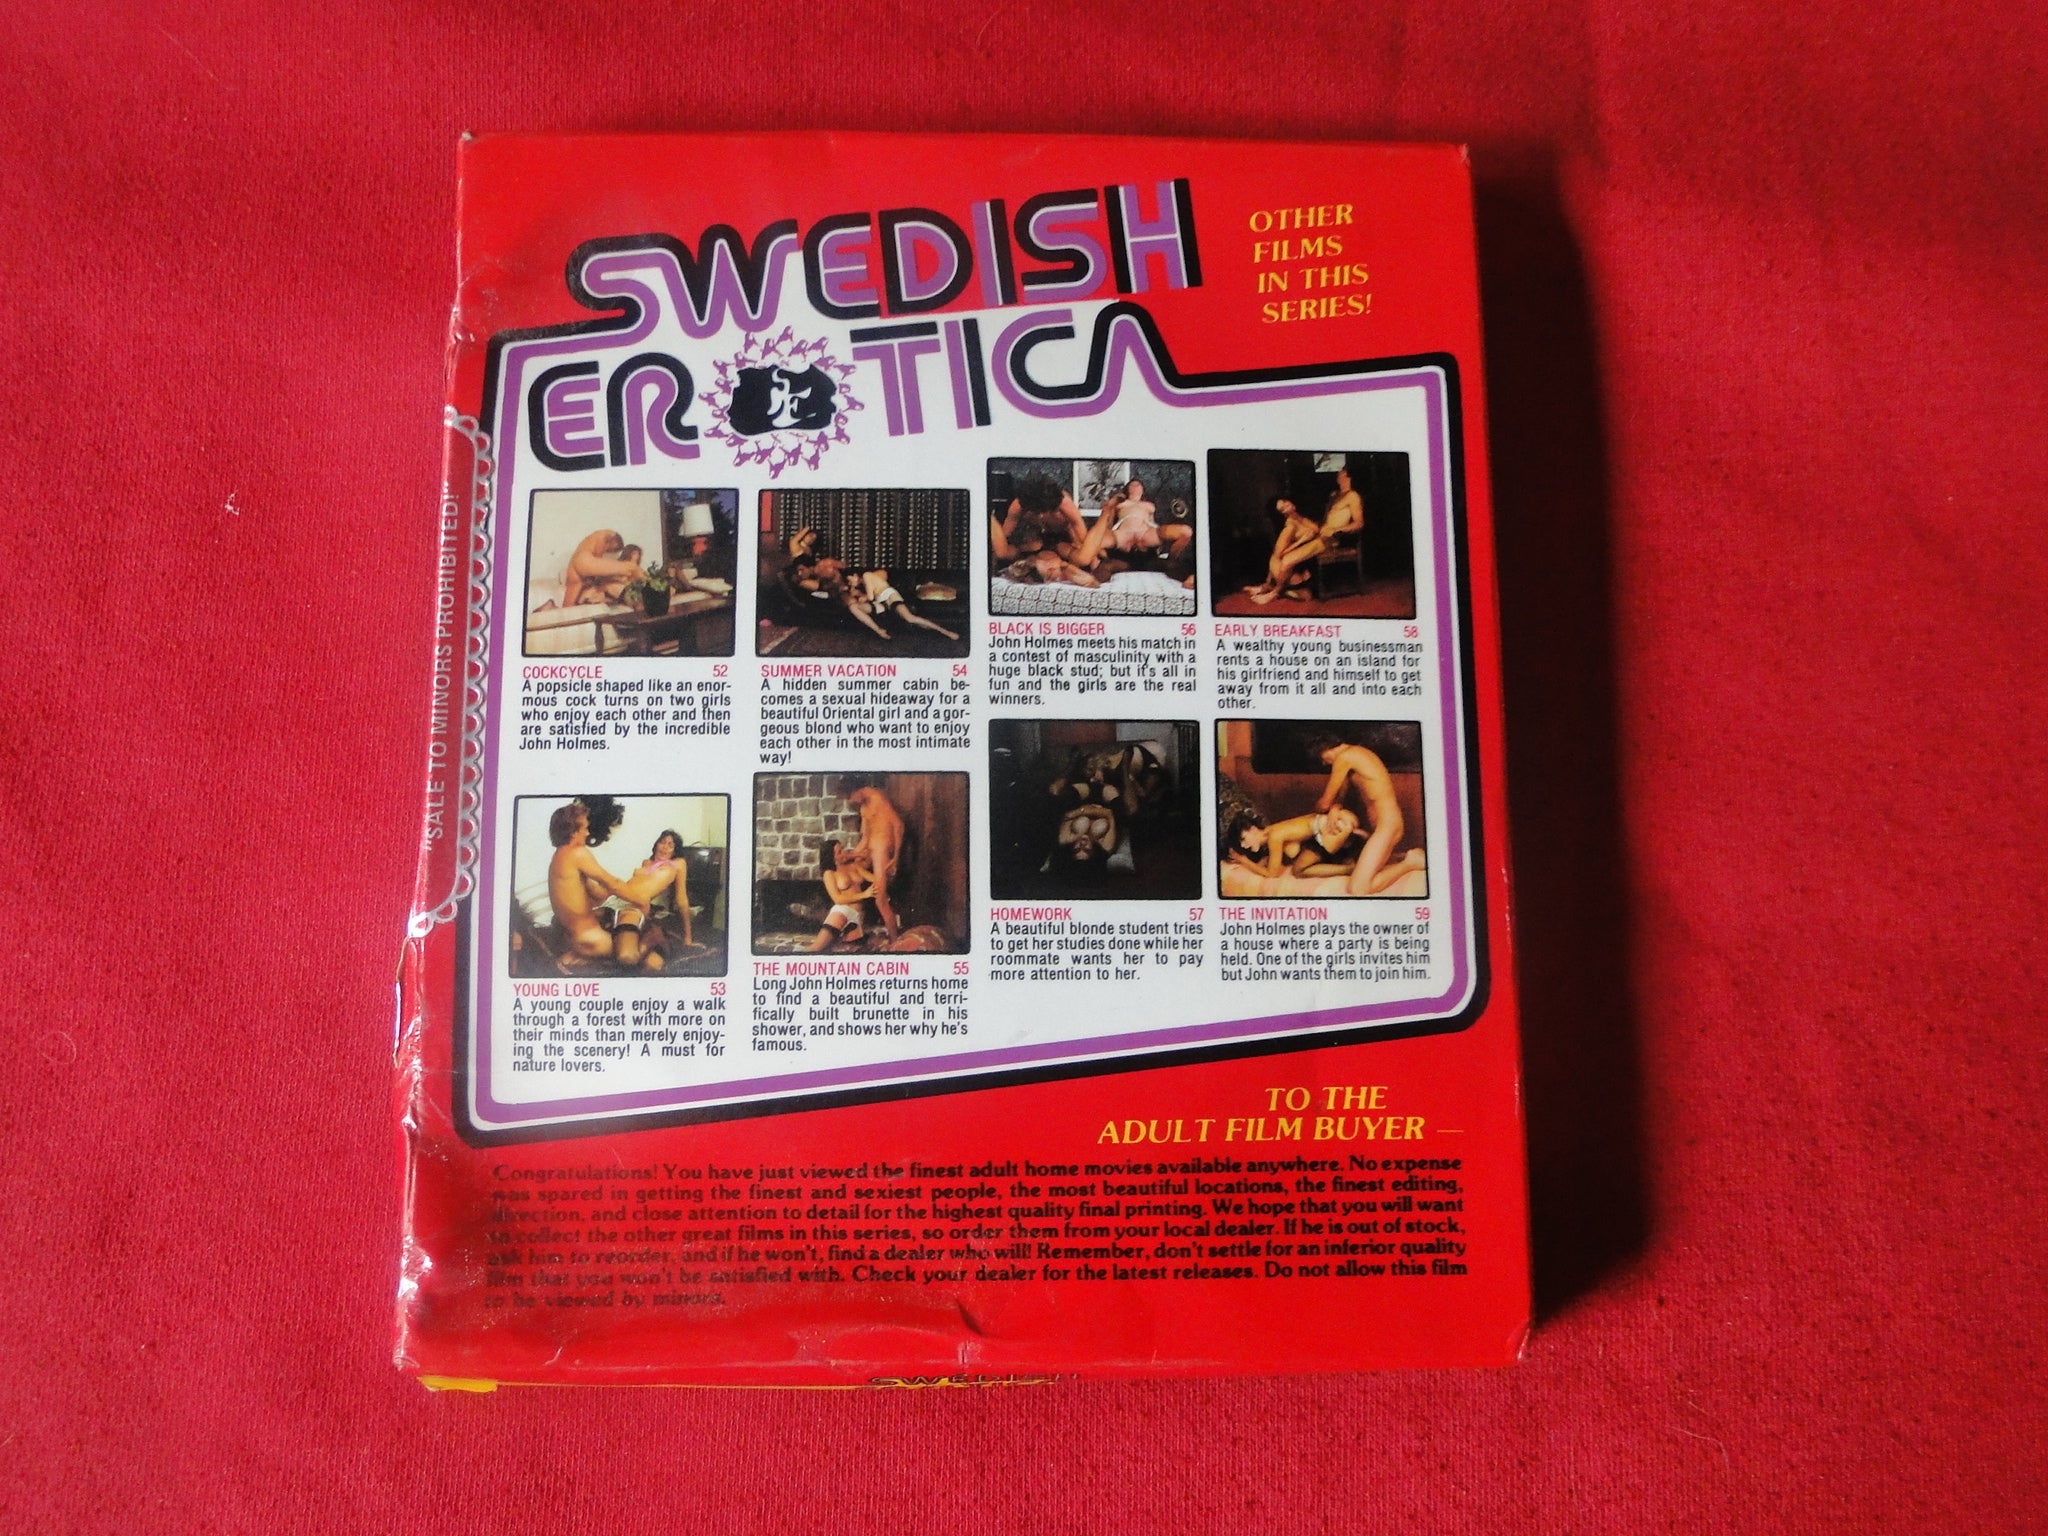 SWEDISH
EROTICA
OTHER
FILMS
IN THIS
SERIES!
"SALE TO MINORS PROHIBITED!"
COCKCYCLE 52
A popsicle shaped like an enor-
mous cock turns on two girls
who enjoy each other and then
are satisfied by the incredible
John Holmes.
YOUNG LOVE 53
A young couple enjoy a walk
through a forest with more on
their minds than merely enjoy-
ing the scenery! A must for
nature lovers.
SUMMER VACATION 54
A hidden summer cabin be-
comes a sexual hideaway for a
beautiful Oriental girl and a gor-
geous blond who want to enjoy
each other in the most intimate
way!
THE MOUNTAIN CABIN 55
Long John Holmes returns home
to find a beautiful and terri-
fically built brunette in his
shower, and shows her why he's
famous.
BLACK IS BIGGER 56
John Holmes meets his match in
a contest of masculinity with a
huge black stud; but it's all in
fun and the girls are the real
winners.
HOMEWORK 57
A beautiful blonde student tries
to get her studies done while her
roommate wants her to pay
more attention to her.
EARLY BREAKFAST 58
A wealthy young businessman
rents a house on an island for
his girlfriend and himself to get
away from it all and into each
other.
THE INVITATION 59
John Holmes plays the owner of
a house where a party is being
held. One of the girls invites him
but John wants them to join him.
TO THE
ADULT FILM BUYER —
Congratulations! You have just viewed the finest adult home movies available anywhere. No expense
was spared in getting the finest and sexiest people, the most beautiful locations, the finest editing,
direction, and close attention to detail for the highest quality final printing. We hope that you will want
to collect the other great films in this series, so order them from your local dealer. If he is out of stock,
ask him to reorder, and if he won't, find a dealer who will! Remember, don't settle for an inferior quality
film that you won't be satisfied with. Check your dealer for the latest releases. Do not allow this film
to be viewed by minors.
SWEDISH